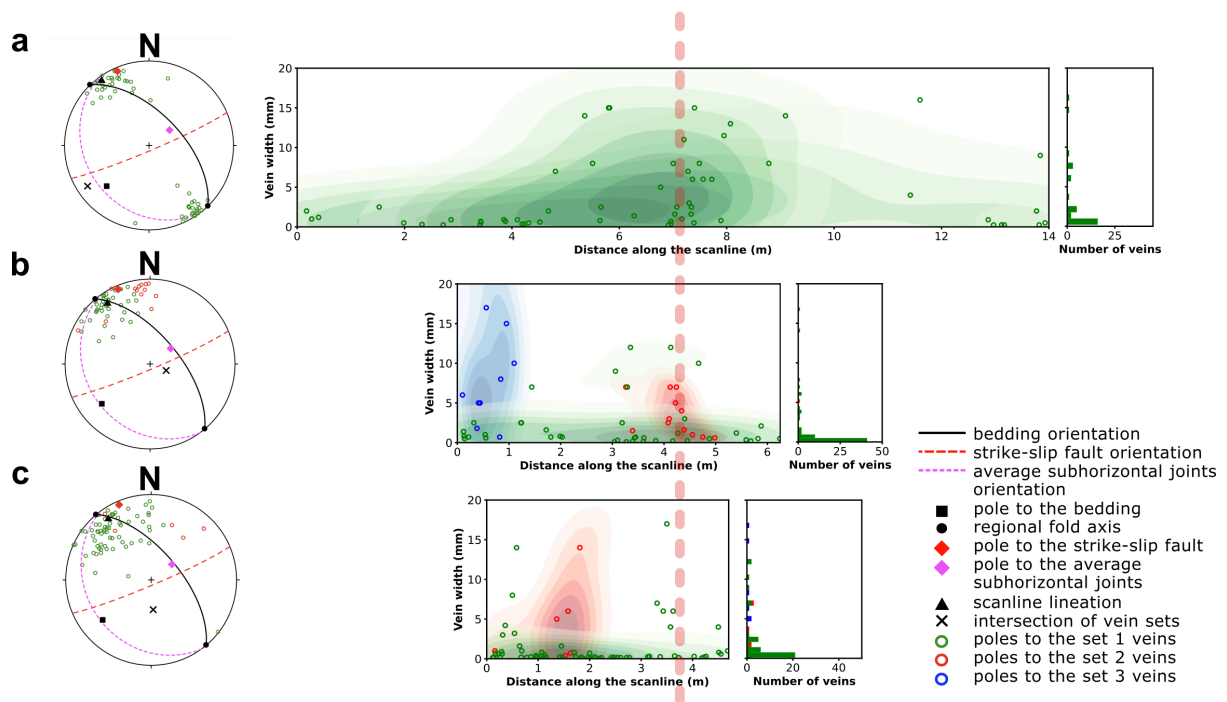 a
N
20
15
10
5
0
Vein width (mm)
0 2 4 6 8 10 12 14
Distance along the scanline (m)
0 25
Number of veins
b
N
20
15
10
5
0
Vein width (mm)
0 1 2 3 4 5 6
Distance along the scanline (m)
0 20 40
Number of veins
c
N
20
15
10
5
0
Vein width (mm)
0 1 2 3 4
Distance along the scanline (m)
0 20 40
Number of veins
bedding orientation
strike-slip fault orientation
average subhorizontal joints
orientation
pole to the bedding
regional fold axis
pole to the strike-slip fault
pole to the average
subhorizontal joints
scanline lineation
intersection of vein sets
poles to the set 1 veins
poles to the set 2 veins
poles to the set 3 veins